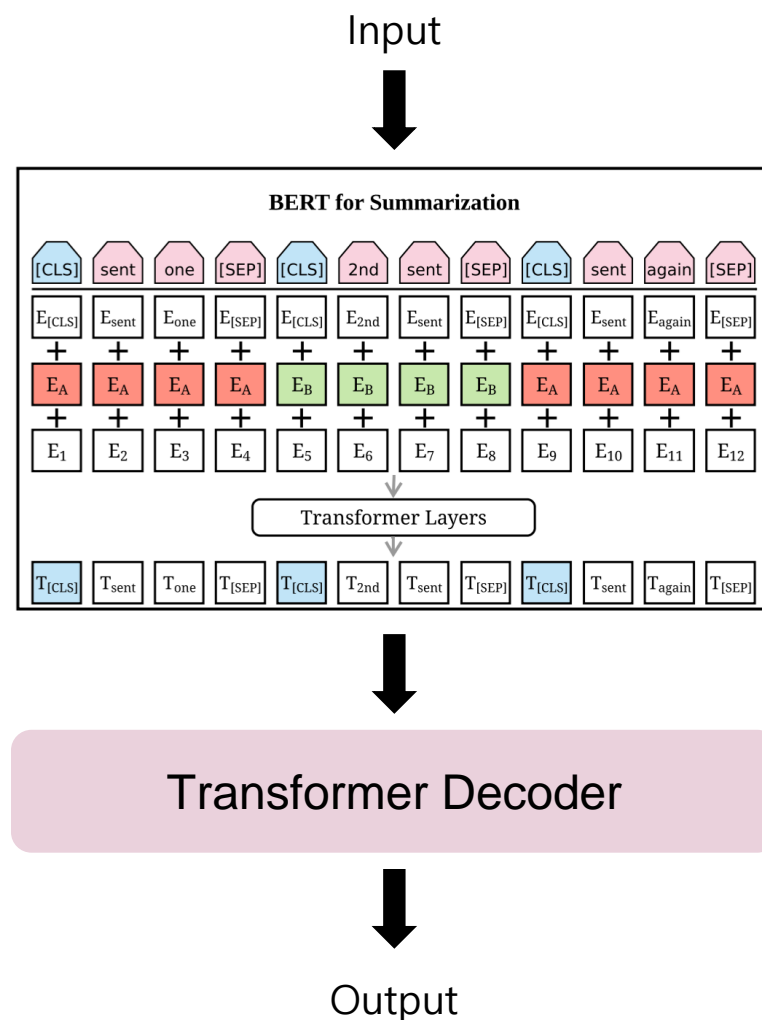 Input
BERT for Summarization
[CLS] sent one [SEP] [CLS] 2nd sent [SEP] [CLS] sent again [SEP]
E[CLS] Esent Eone E[SEP] E[CLS] E2nd Esent E[SEP] E[CLS] Esent Eagain E[SEP]
+ + + + + + + + + + + +
EA EA EA EA EB EB EB EB EA EA EA EA
+ + + + + + + + + + + +
E1 E2 E3 E4 E5 E6 E7 E8 E9 E10 E11 E12
Transformer Layers
T[CLS] Tsent Tone T[SEP] T[CLS] T2nd Tsent T[SEP] T[CLS] Tsent Tagain T[SEP]
Transformer Decoder
Output